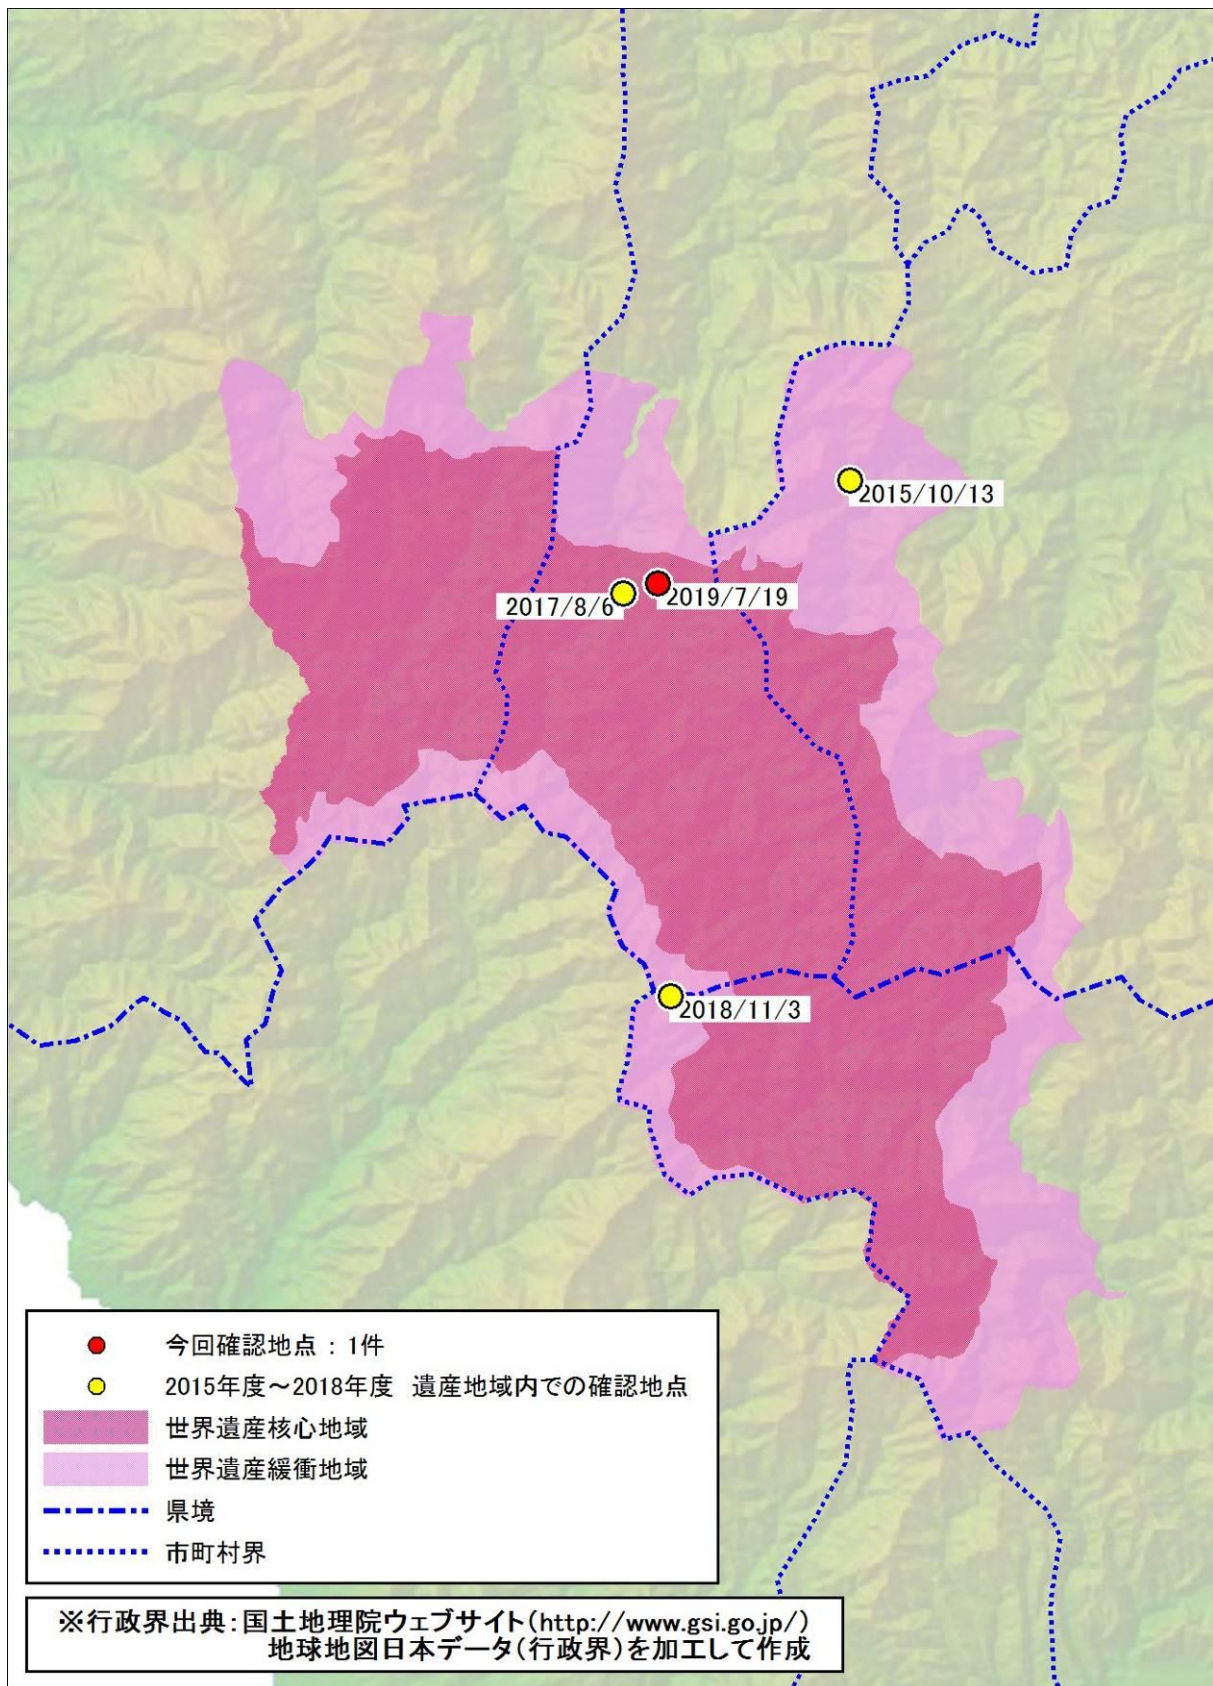 2015/10/13
2017/8/6
2019/7/19
2018/11/3
今回確認地点 : 1件
2015年度～2018年度 遺産地域内での確認地点
世界遺産核心地域
世界遺産緩衝地域
県境
市町村界
※行政界出典:国土地理院ウェブサイト(http://www.gsi.go.jp/)
地球地図日本データ(行政界)を加工して作成